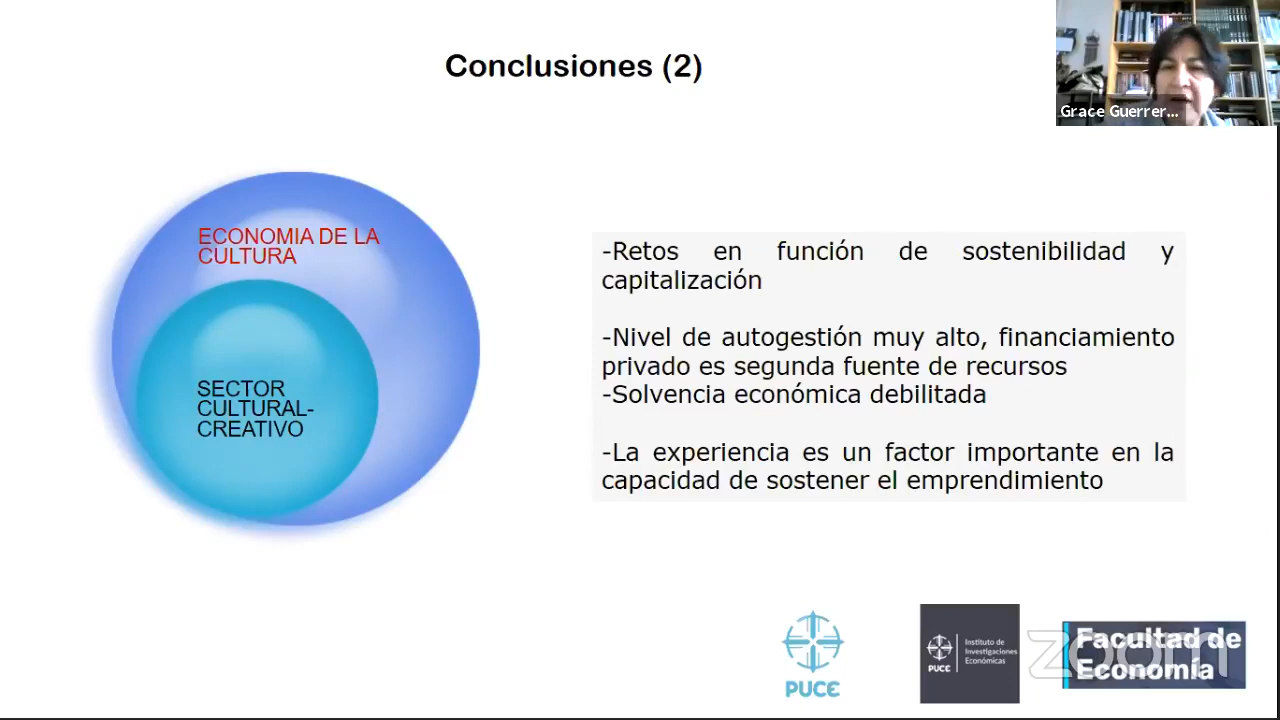 Conclusiones (2)
Grace Guerrer...
ECONOMIA DE LA
CULTURA
SECTOR
CULTURAL-
CREATIVO
-Retos en función de sostenibilidad y
capitalización
-Nivel de autogestión muy alto, financiamiento
privado es segunda fuente de recursos
-Solvencia económica debilitada
-La experiencia es un factor importante en la
capacidad de sostener el emprendimiento
PUCE
PUCE
Instituto de
Investigaciones
Económicas
Facultad de
Economía
zoom